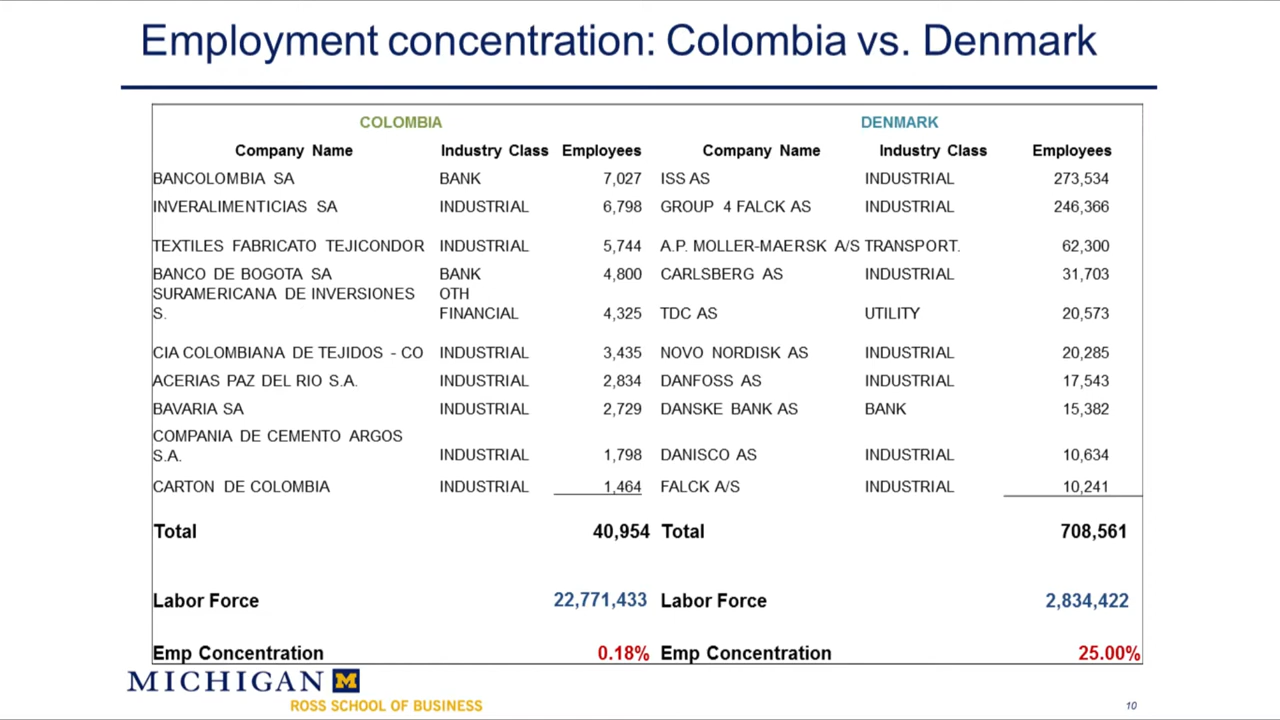 Employment concentration: Colombia vs. Denmark
COLOMBIA DENMARK
Company Name Industry Class Employees Company Name Industry Class Employees
BANCOLOMBIA SA BANK 7,027 ISS AS INDUSTRIAL 273,534
INVERALIMENTICIAS SA INDUSTRIAL 6,798 GROUP 4 FALCK AS INDUSTRIAL 246,366
TEXTILES FABRICATO TEJICONDOR INDUSTRIAL 5,744 A.P. MOLLER-MAERSK A/S TRANSPORT. 62,300
BANCO DE BOGOTA SA BANK 4,800 CARLSBERG AS INDUSTRIAL 31,703
SURAMERICANA DE INVERSIONES OTH
S. FINANCIAL 4,325 TDC AS UTILITY 20,573
CIA COLOMBIANA DE TEJIDOS - CO INDUSTRIAL 3,435 NOVO NORDISK AS INDUSTRIAL 20,285
ACERIAS PAZ DEL RIO S.A. INDUSTRIAL 2,834 DANFOSS AS INDUSTRIAL 17,543
BAVARIA SA INDUSTRIAL 2,729 DANSKE BANK AS BANK 15,382
COMPANIA DE CEMENTO ARGOS
S.A. INDUSTRIAL 1,798 DANISCO AS INDUSTRIAL 10,634
CARTON DE COLOMBIA INDUSTRIAL 1,464 FALCK A/S INDUSTRIAL 10,241
Total 40,954 Total 708,561
Labor Force 22,771,433 Labor Force 2,834,422
Emp Concentration 0.18% Emp Concentration 25.00%
MICHIGAN M
ROSS SCHOOL OF BUSINESS
10